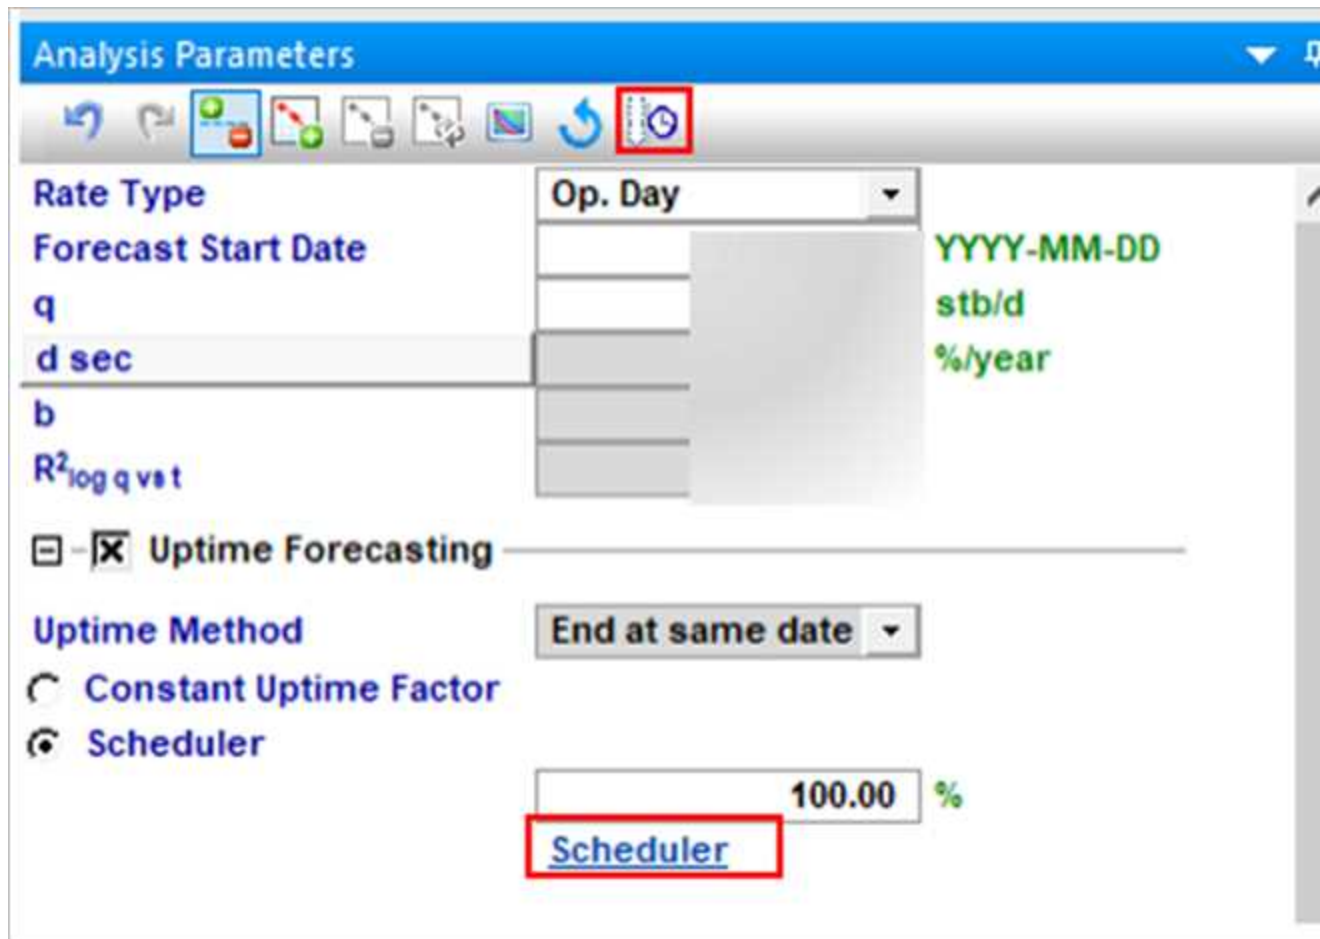 Analysis Parameters
Rate Type Op. Day
Forecast Start Date YYYY-MM-DD
q stb/d
d sec %/year
b
R²log q vs t
Uptime Forecasting
Uptime Method End at same date
Constant Uptime Factor
Scheduler
100.00 %
Scheduler